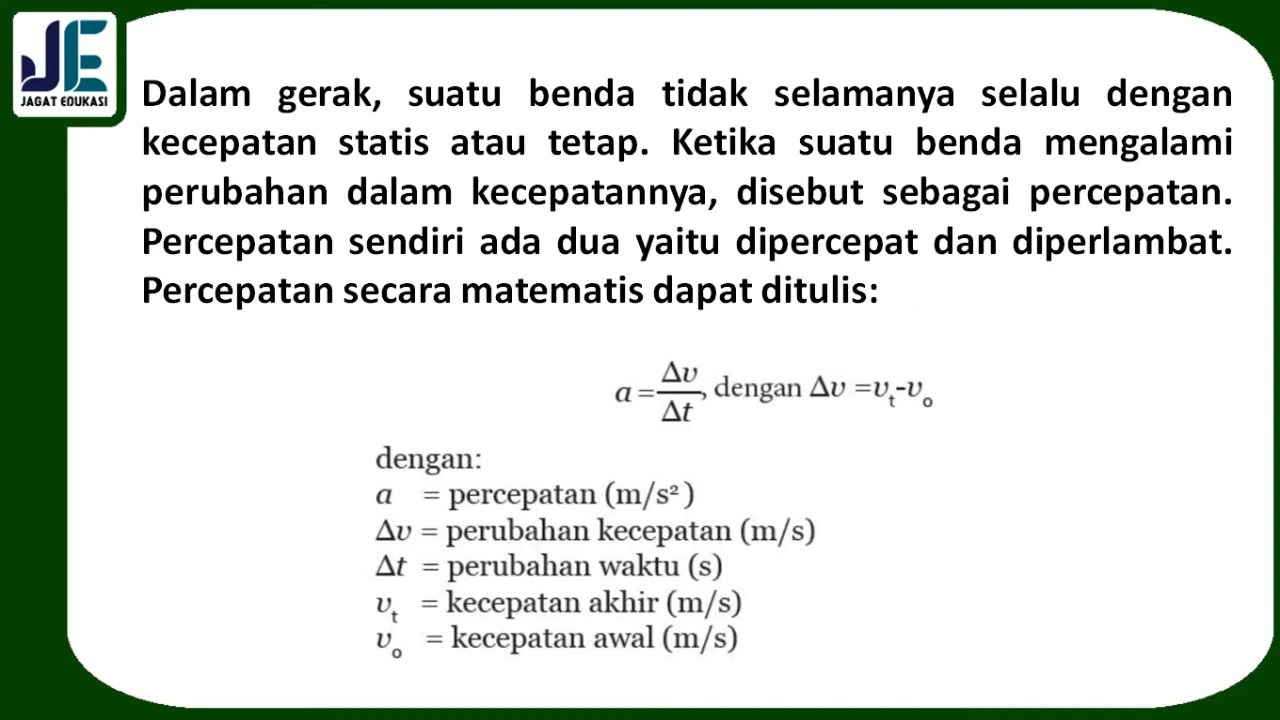 JE
JAGAT EDUKASI
Dalam gerak, suatu benda tidak selamanya selalu dengan
kecepatan statis atau tetap. Ketika suatu benda mengalami
perubahan dalam kecepatannya, disebut sebagai percepatan.
Percepatan sendiri ada dua yaitu dipercepat dan diperlambat.
Percepatan secara matematis dapat ditulis:
a = Δv/Δt, dengan Δv =vₜ-v₀
dengan:
a = percepatan (m/s²)
Δv = perubahan kecepatan (m/s)
Δt = perubahan waktu (s)
vₜ = kecepatan akhir (m/s)
v₀ = kecepatan awal (m/s)